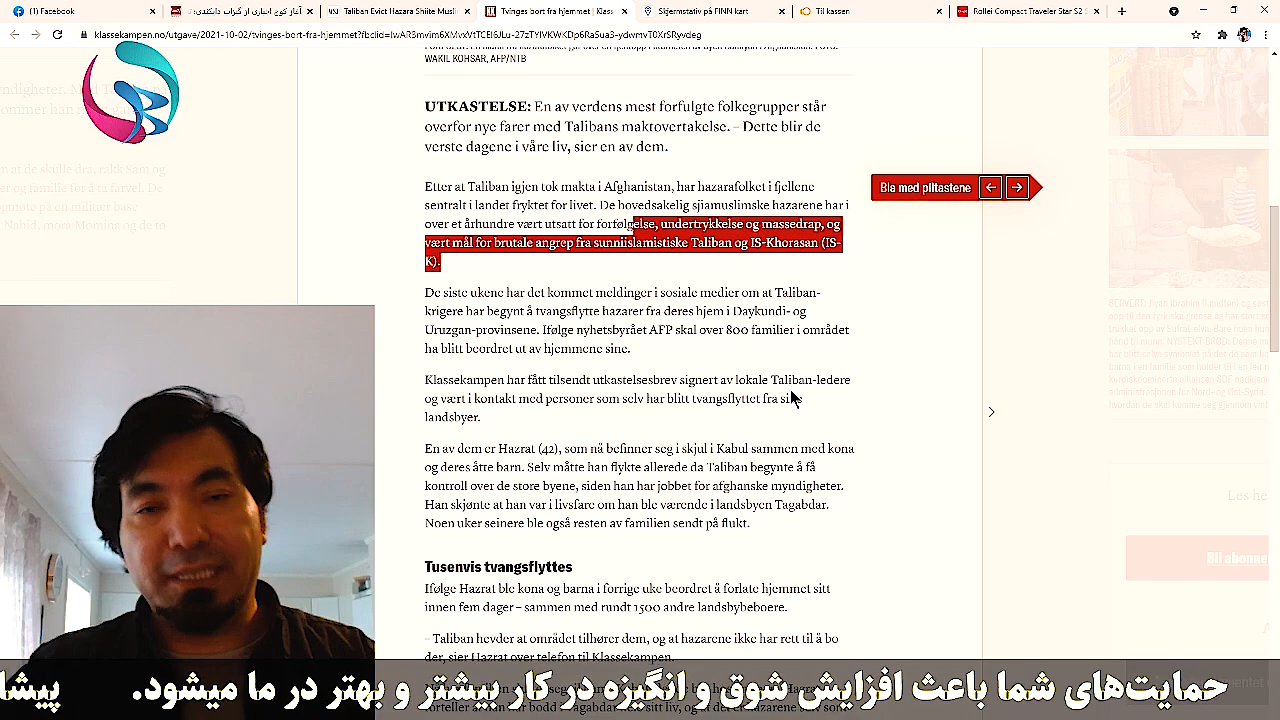 (1) Facebook
Taliban Evict Hazara Shiite Musli
Tvinges bort fra hjemmet | Klass
Skjermstativ på FINN kart
Til kassen
Rollei Compact Traveler Star S2
klassekampen.no/utgave/2021-10-02/tvinges-bort-fra-hjemmet?
WAKIL KOHSAR, AFP/NTB
UTKASTELSE: En av verdens mest forfulgte folkegrupper står
overfor nye farer med Talibans maktovertakelse. – Dette blir de
verste dagene i våre liv, sier en av dem.
Etter at Taliban igjen tok makta i Afghanistan, har hazarafolket i fjellene
sentralt i landet fryktet for livet. De hovedsakelig sjiamuslimske hazarene har i
over et århundre vært utsatt for forfølgelse, undertrykkelse og massedrap, og
vært mål for brutale angrep fra sunniislamistiske Taliban og IS-Khorasan (IS-
K).
Bla med piltastene
De siste ukene har det kommet meldinger i sosiale medier om at Taliban-
krigere har begynt å tvangsflytte hazarer fra deres hjem i Daykundi- og
Uruzgan-provinsene. Ifølge nyhetsbyrået AFP skal over 800 familier i området
ha blitt beordret ut av hjemmene sine.
Klassekampen har fått tilsendt utkastelsesbrev signert av lokale Taliban-ledere
og vært i kontakt med personer som selv har blitt tvangsflyttet fra
landsbyer.
En av dem er Hazrat (42), som nå befinner seg i skjul i Kabul sammen med kona
og deres åtte barn. Selv måtte han flykte allerede da Taliban begynte å få
kontroll over de store byene, siden han har jobbet for afghanske myndigheter.
Han skjønte at han var i livsfare om han ble værende i landsbyen Tagabdar.
Noen uker seinere ble også resten av familien sendt på flukt.
Tusenvis tvangsflyttes
Ifølge Hazrat ble kona og barna i forrige uke beordret å forlate hjemmet sitt
innen fem dager – sammen med rundt 1500 andre landsbybeboere.
– Taliban hevder at området tilhører dem, og at hazarene ikke har rett til å bo
der, sier Hazrat over telefon til Klassekampen.
Les he
Bli abonne
حمایت‌های شما باعث افزایش شوق و انگیزه در کار بیشتر و بهتر در ما میشود. پیشا